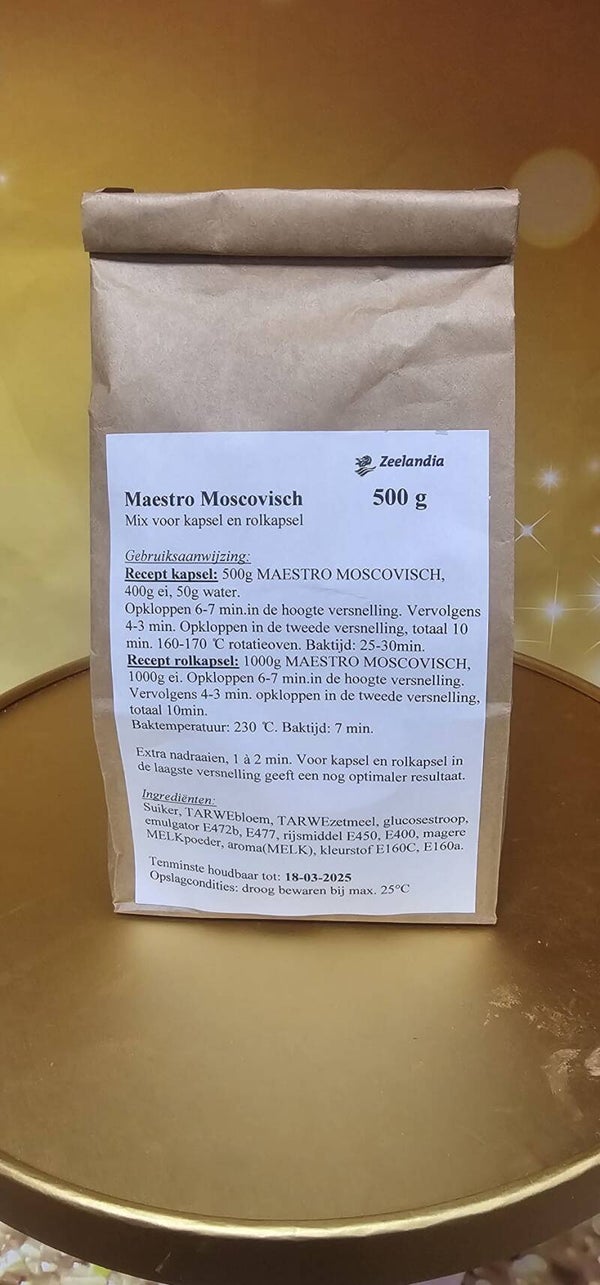 Zeelandia
Maestro Moscovisch 500 g
Mix voor kapsel en rolkapsel
Gebruiksaanwijzing:
Recept kapsel: 500g MAESTRO MOSCOVISCH,
400g ei, 50g water.
Opkloppen 6-7 min.in de hoogte versnelling. Vervolgens
4-3 min. Opkloppen in de tweede versnelling, totaal 10
min. 160-170 ℃ rotatieoven. Baktijd: 25-30min.
Recept rolkapsel: 1000g MAESTRO MOSCOVISCH,
1000g ei. Opkloppen 6-7 min.in de hoogte versnelling.
Vervolgens 4-3 min. opkloppen in de tweede versnelling,
totaal 10min.
Baktemperatuur: 230 ℃. Baktijd: 7 min.
Extra nadraaien, 1 à 2 min. Voor kapsel en rolkapsel in
de laagste versnelling geeft een nog optimaler resultaat.
Ingrediënten:
Suiker, TARWEbloem, TARWEzetmeel, glucosestroop,
emulgator E472b, E477, rijsmiddel E450, E400, magere
MELKpoeder, aroma(MELK), kleurstof E160C, E160a.
Tenminste houdbaar tot: 18-03-2025
Opslagcondities: droog bewaren bij max. 25°C